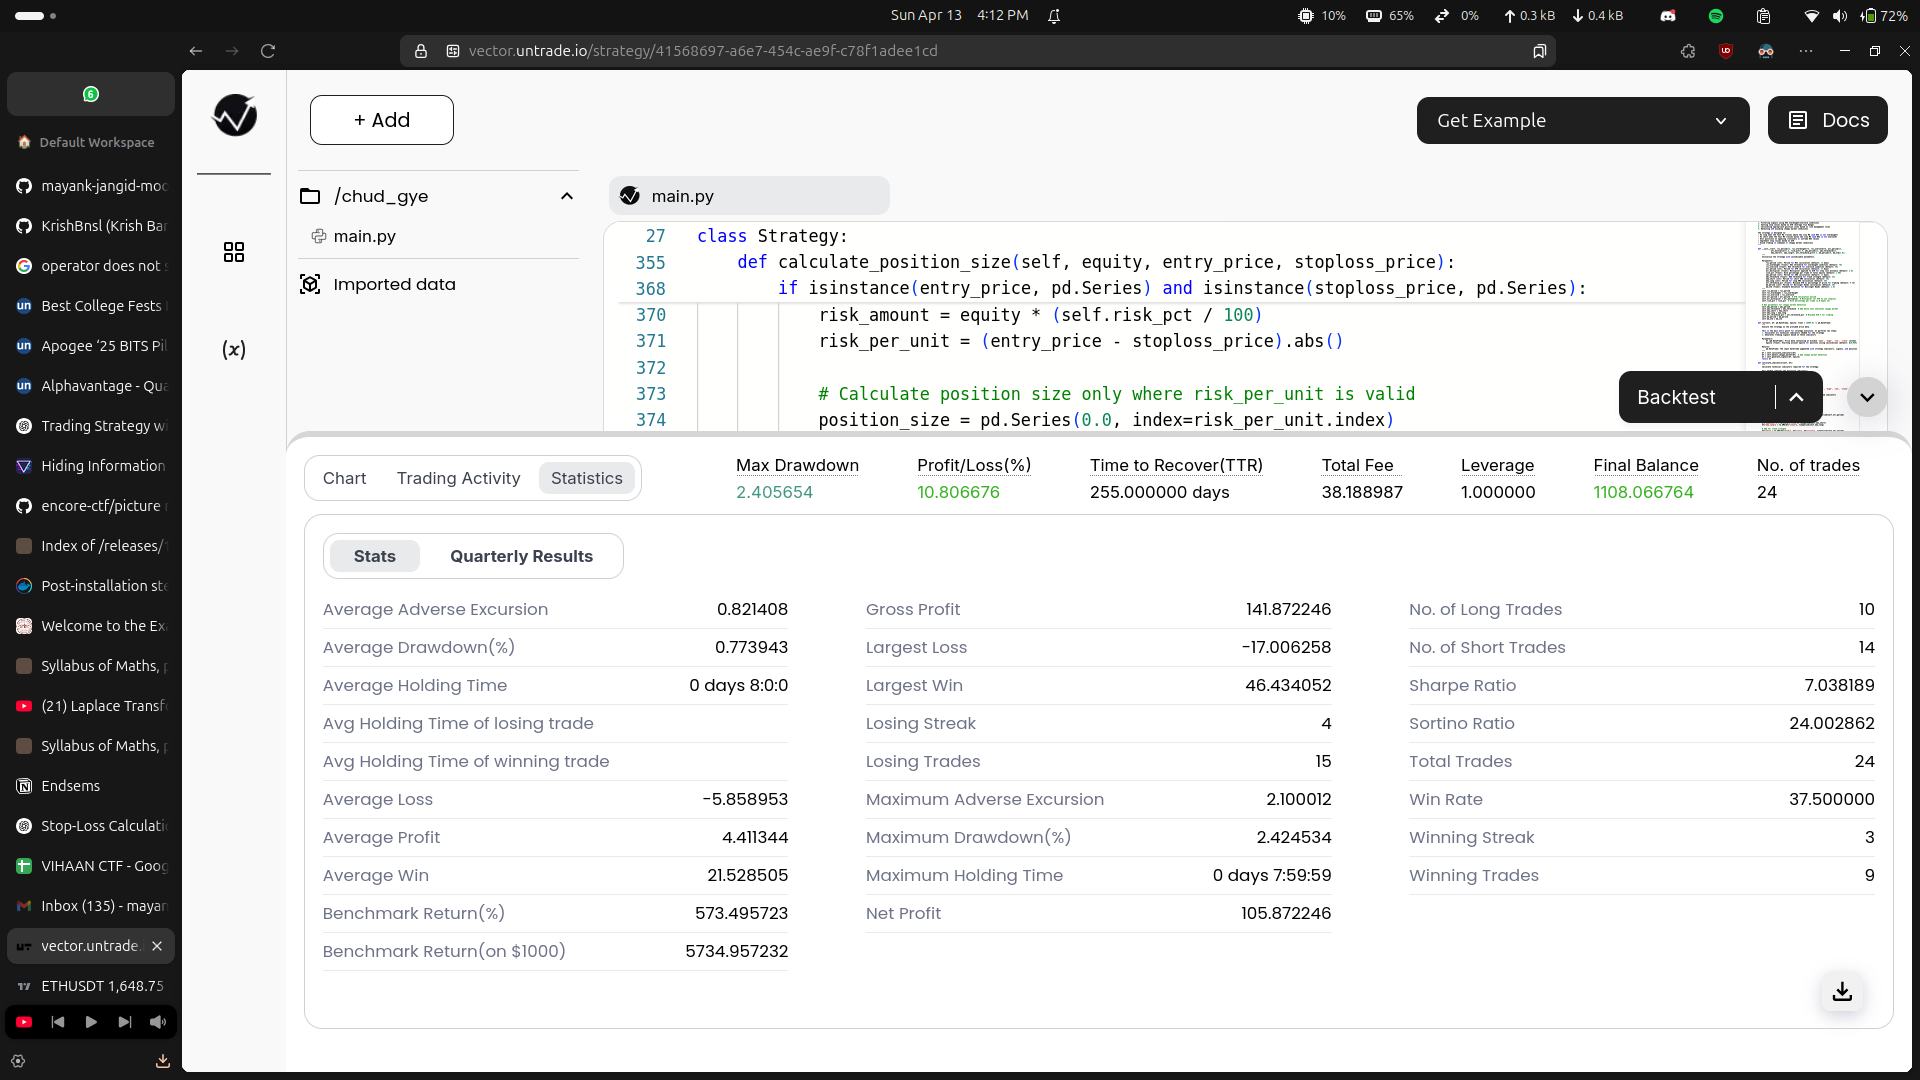 Sun Apr 13 4:12 PM
10% 65% 0% 0.3 kB 0.4 kB 72%
vector.untrade.io/strategy/41568697-a6e7-454c-ae9f-c78f1adee1cd
6
Default Workspace
mayank-jangid-moo
KrishBnsl (Krish Ban
operator does not s
Best College Fests
Apogee ’25 BITS Pil
Alphavantage - Qua
Trading Strategy wi
Hiding Information
encore-ctf/picture
Index of /releases/
Post-installation ste
Welcome to the Exa
Syllabus of Maths,
(21) Laplace Transfo
Syllabus of Maths,
Endsems
Stop-Loss Calculatio
VIHAAN CTF - Goog
Inbox (135) - mayan
vector.untrade.i
ETHUSDT 1,648.75
(x)
+ Add
Get Example
Docs
/chud_gye
main.py
Imported data
main.py
27 class Strategy:
355 def calculate_position_size(self, equity, entry_price, stoploss_price):
368 if isinstance(entry_price, pd.Series) and isinstance(stoploss_price, pd.Series):
370 risk_amount = equity * (self.risk_pct / 100)
371 risk_per_unit = (entry_price - stoploss_price).abs()
372
373 # Calculate position size only where risk_per_unit is valid
374 position_size = pd.Series(0.0, index=risk_per_unit.index)
Backtest
Chart Trading Activity Statistics
Max Drawdown Profit/Loss(%) Time to Recover(TTR) Total Fee Leverage Final Balance No. of trades
2.405654 10.806676 255.000000 days 38.188987 1.000000 1108.066764 24
Stats Quarterly Results
Average Adverse Excursion 0.821408
Average Drawdown(%) 0.773943
Average Holding Time 0 days 8:0:0
Avg Holding Time of losing trade
Avg Holding Time of winning trade
Average Loss -5.858953
Average Profit 4.411344
Average Win 21.528505
Benchmark Return(%) 573.495723
Benchmark Return(on $1000) 5734.957232
Gross Profit 141.872246
Largest Loss -17.006258
Largest Win 46.434052
Losing Streak 4
Losing Trades 15
Maximum Adverse Excursion 2.100012
Maximum Drawdown(%) 2.424534
Maximum Holding Time 0 days 7:59:59
Net Profit 105.872246
No. of Long Trades 10
No. of Short Trades 14
Sharpe Ratio 7.038189
Sortino Ratio 24.002862
Total Trades 24
Win Rate 37.500000
Winning Streak 3
Winning Trades 9